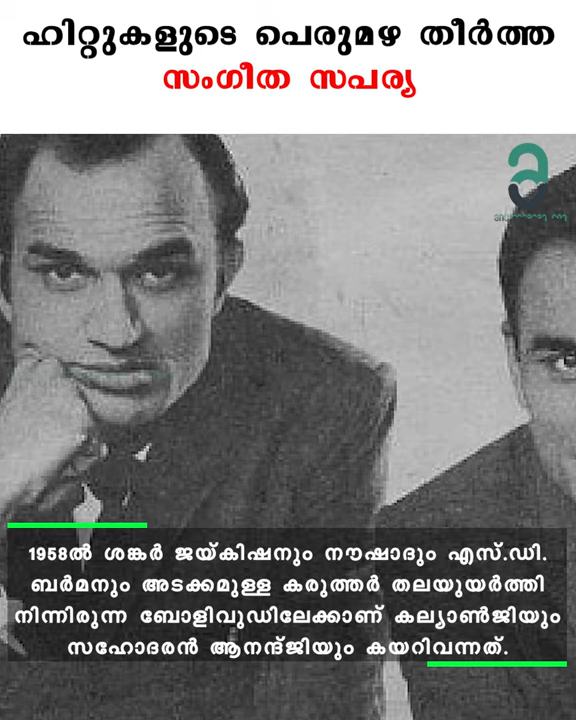 ഹിറ്റുകളുടെ പെരുമഴ തീർത്ത
സംഗീത സപര്യ
1958ൽ ശങ്കർ ജയ്കിഷനും നൗഷാദും എസ്.ഡി.
ബർമനും അടക്കമുള്ള കരുത്തർ തലയുയർത്തി
നിന്നിരുന്ന ബോളിവുഡിലേക്കാണ് കല്യാൺജിയും
സഹോദരൻ ആനന്ദ്ജിയും കയറിവന്നത്.